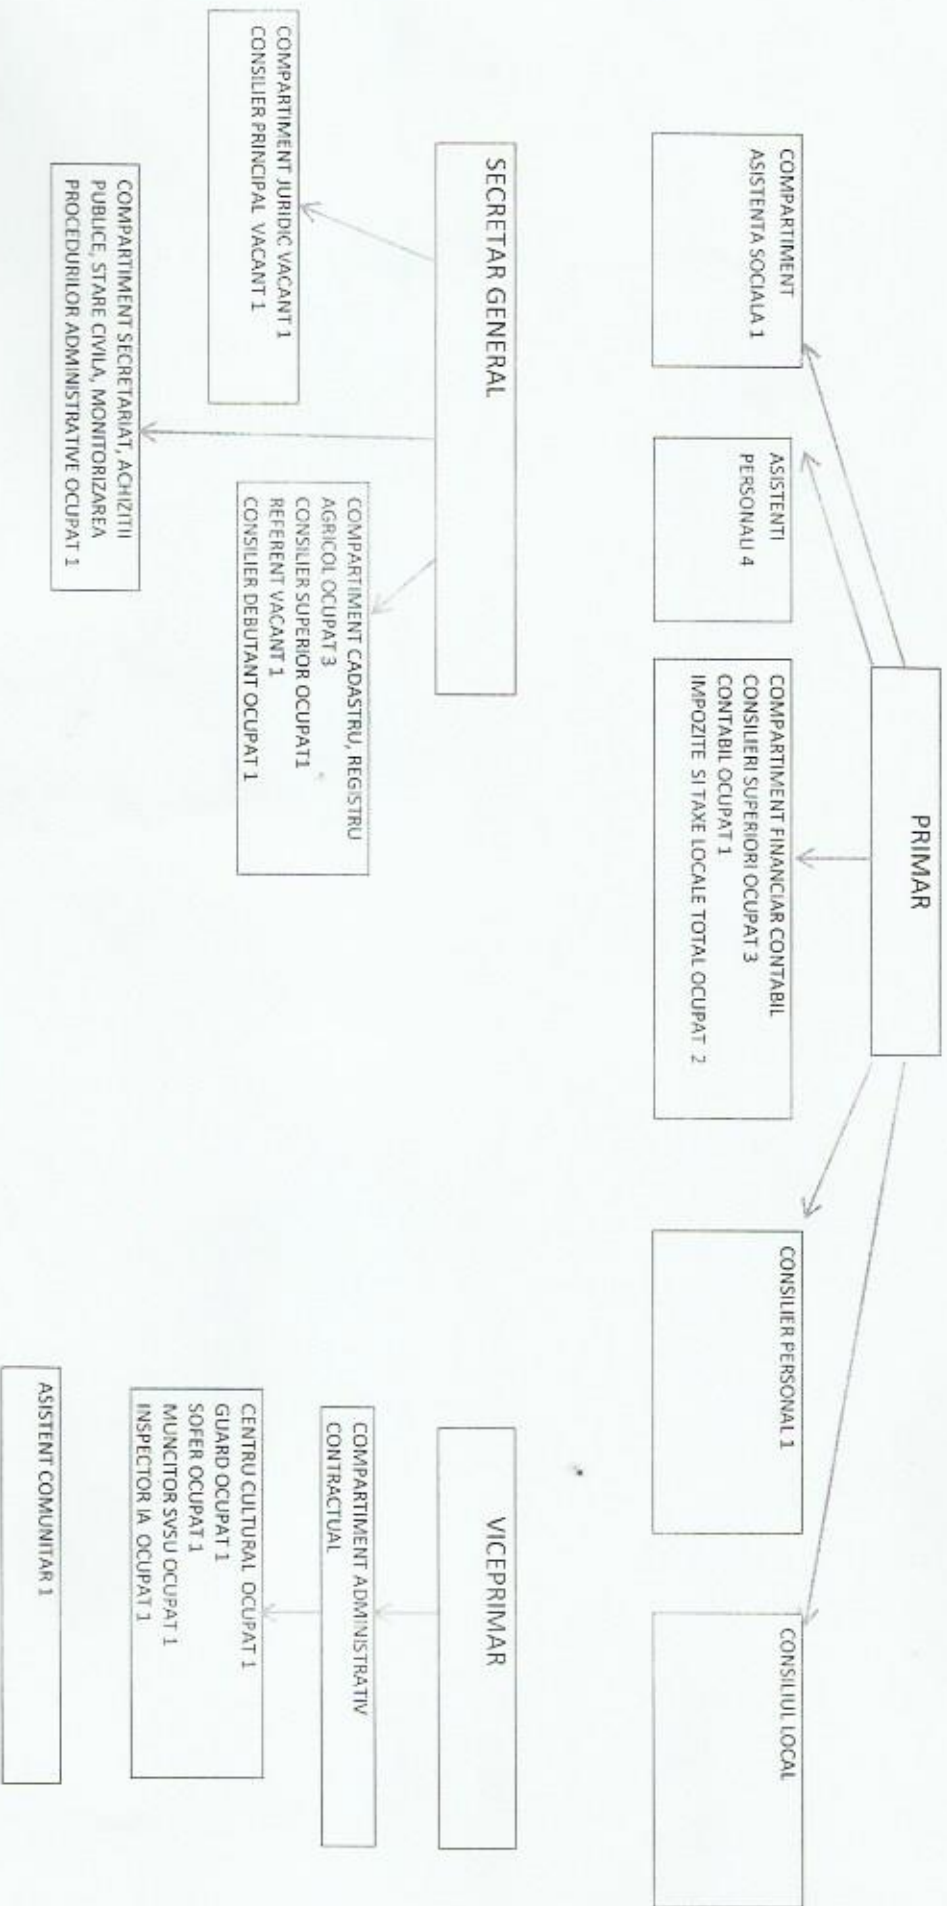 PRIMAR
COMPARTIMENT
ASISTENTA SOCIALA 1
ASISTENTI
PERSONALI 4
COMPARTIMENT FINANCIAR CONTABIL
CONSILIERI SUPERIORI OCUPAT 3
CONTABIL OCUPAT 1
IMPOZITE SI TAXE LOCALE TOTAL OCUPAT 2
CONSILIER PERSONAL 1
CONSILIUL LOCAL
SECRETAR GENERAL
COMPARTIMENT JURIDIC VACANT 1
CONSILIER PRINCIPAL VACANT 1
COMPARTIMENT CADASTRU, REGISTRU
AGRICOL OCUPAT 3
CONSILIER SUPERIOR OCUPAT1
REFERENT VACANT 1
CONSILIER DEBUTANT OCUPAT 1
COMPARTIMENT SECRETARIAT, ACHIZITII
PUBLICE, STARE CIVILA, MONITORIZAREA
PROCEDURILOR ADMINISTRATIVE OCUPAT 1
VICEPRIMAR
COMPARTIMENT ADMINISTRATIV
CONTRACTUAL
CENTRU CULTURAL OCUPAT 1
GUARD OCUPAT 1
SOFER OCUPAT 1
MUNCITOR SVSU OCUPAT 1
INSPECTOR IA OCUPAT 1
ASISTENT COMUNITAR 1